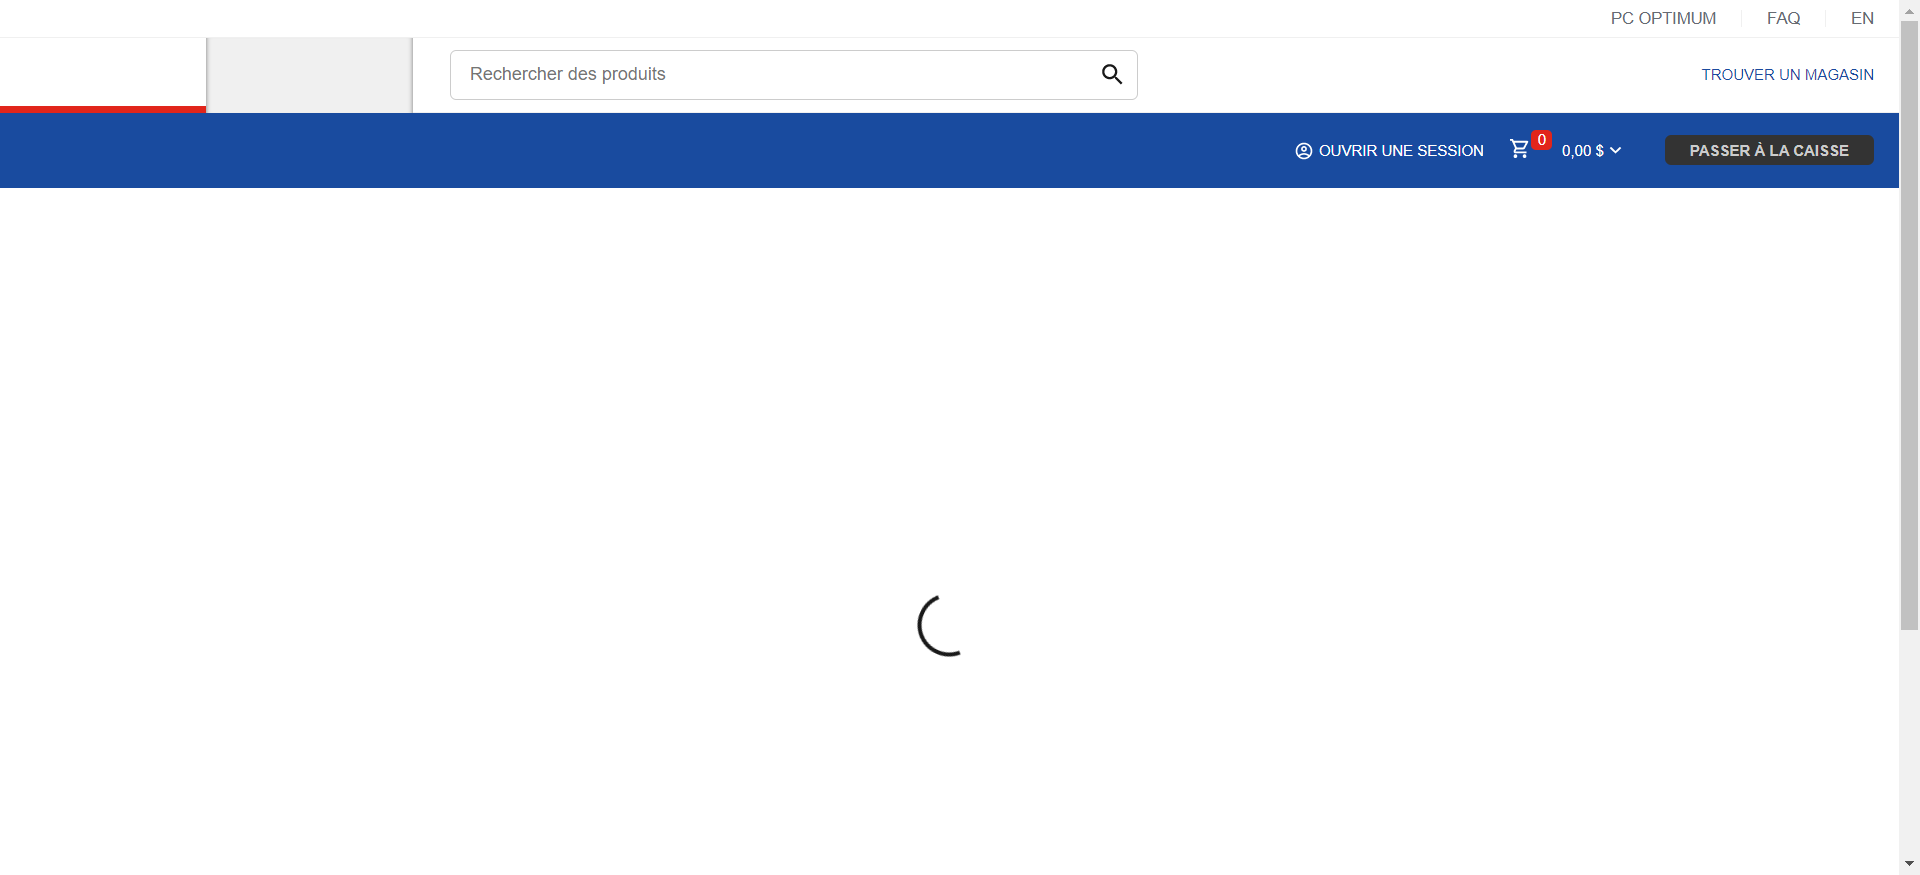 PC OPTIMUM
FAQ
EN
Rechercher des produits
TROUVER UN MAGASIN
OUVRIR UNE SESSION
0
0,00 $
PASSER À LA CAISSE